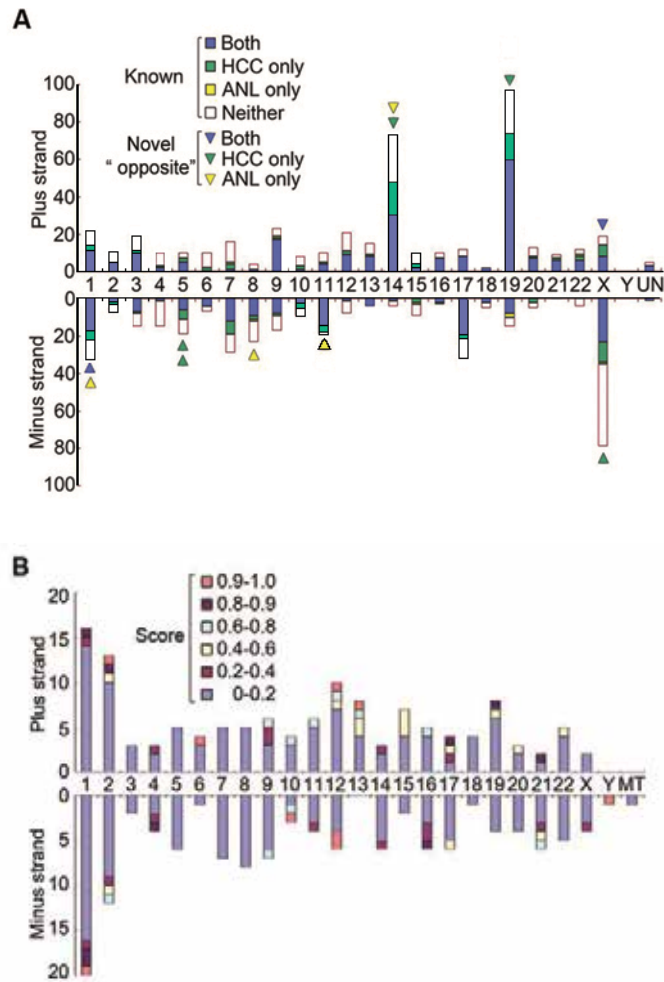 A
Known
Both
HCC only
ANL only
Neither
Novel
“ opposite”
Both
HCC only
ANL only
Plus strand
100
80
60
40
20
0
1 2 3 4 5 6 7 8 9 10 11 12 13 14 15 16 17 18 19 20 21 22 X Y UN
Minus strand
0
20
40
60
80
100
B
Score
0.9-1.0
0.8-0.9
0.6-0.8
0.4-0.6
0.2-0.4
0-0.2
Plus strand
20
15
10
5
0
1 2 3 4 5 6 7 8 9 10 11 12 13 14 15 16 17 18 19 20 21 22 X Y MT
Minus strand
0
5
10
15
20